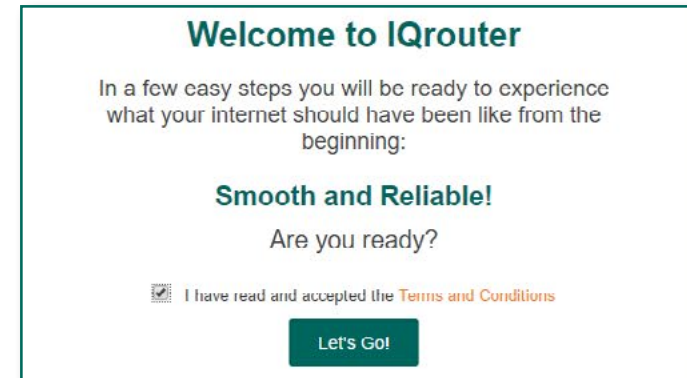 Welcome to IQrouter
In a few easy steps you will be ready to experience
what your internet should have been like from the
beginning:
Smooth and Reliable!
Are you ready?
I have read and accepted the Terms and Conditions
Let's Go!